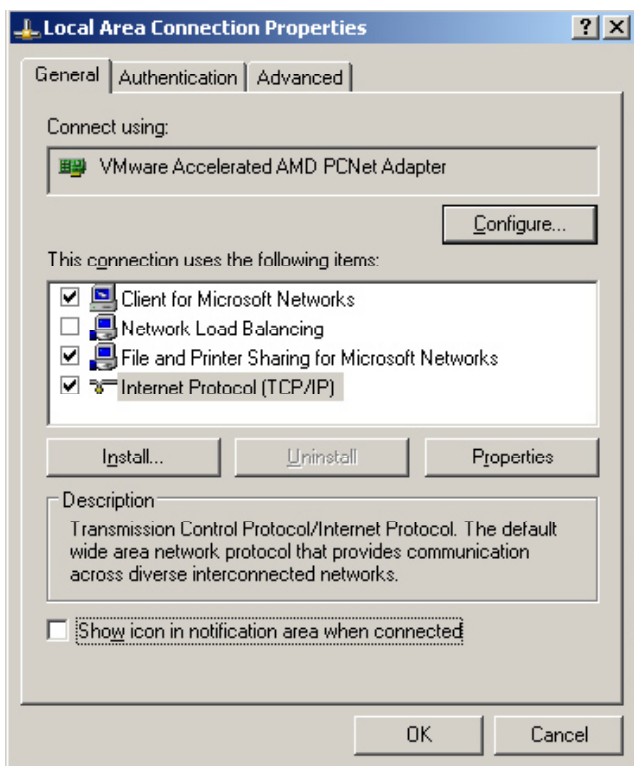 Local Area Connection Properties
General
Authentication
Advanced
Connect using:
VMware Accelerated AMD PCNet Adapter
Configure...
This connection uses the following items:
Client for Microsoft Networks
Network Load Balancing
File and Printer Sharing for Microsoft Networks
Internet Protocol (TCP/IP)
Install...
Uninstall
Properties
Description
Transmission Control Protocol/Internet Protocol. The default
wide area network protocol that provides communication
across diverse interconnected networks.
Show icon in notification area when connected
OK
Cancel